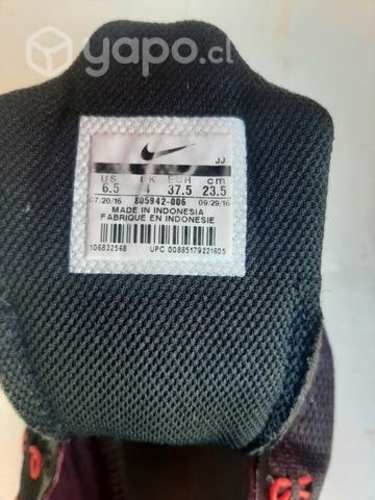 yapo.cl
JJ
US UK EUR cm
6.5 4 37.5 23.5
07/20/16 805942-006 09/29/16
MADE IN INDONESIA
FABRIQUE EN INDONESIE
106832568 UPC 00885179221605